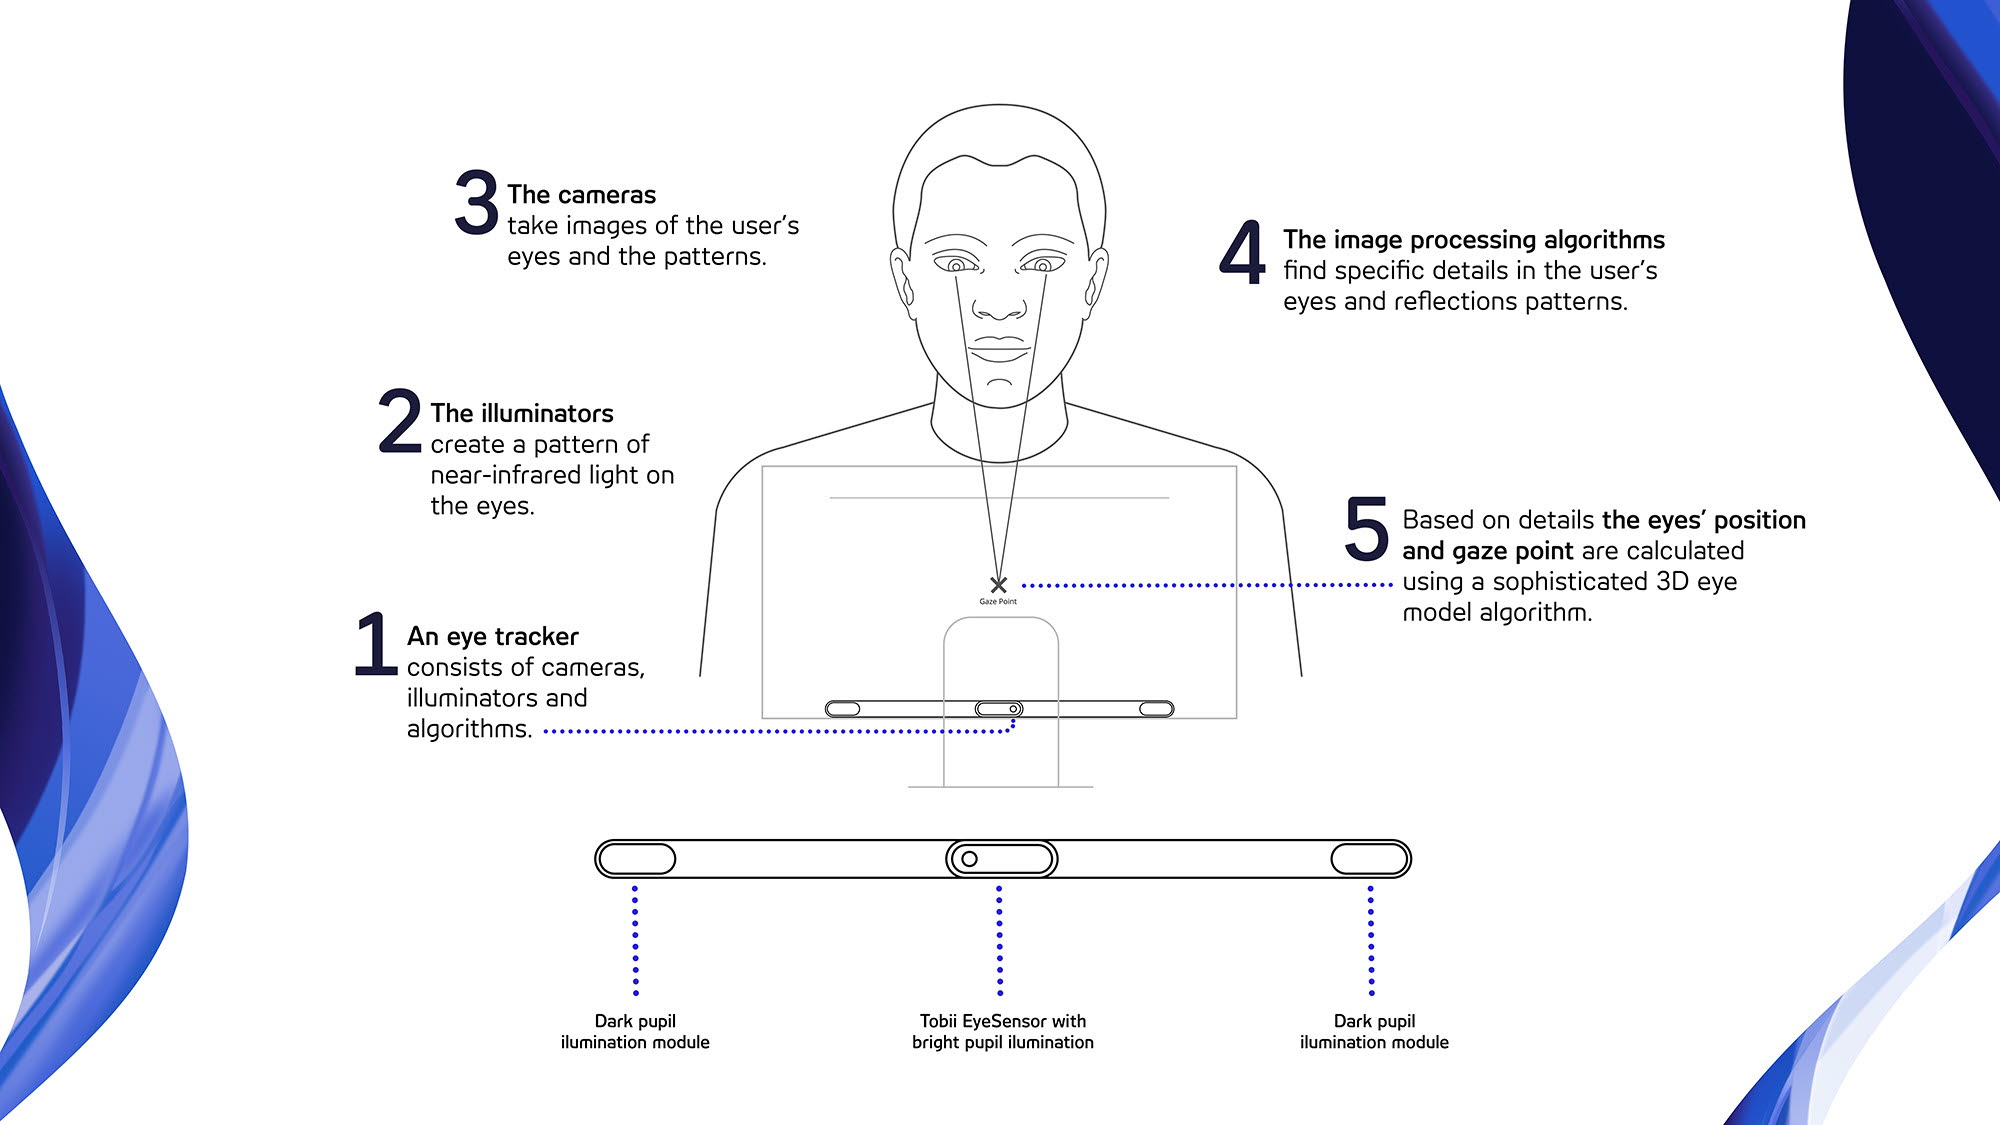 3
The cameras
take images of the user's
eyes and the patterns.
4
The image processing algorithms
find specific details in the user's
eyes and reflections patterns.
2
The illuminators
create a pattern of
near-infrared light on
the eyes.
5
Based on details the eyes' position
and gaze point are calculated
using a sophisticated 3D eye
model algorithm.
Gaze Point
1
An eye tracker
consists of cameras,
illuminators and
algorithms.
Dark pupil
ilumination module
Tobii EyeSensor with
bright pupil ilumination
Dark pupil
ilumination module